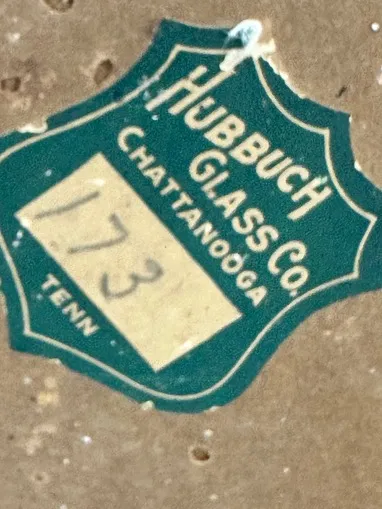 HUBBUCH
GLASS CO.
CHATTANOOGA
173
TENN